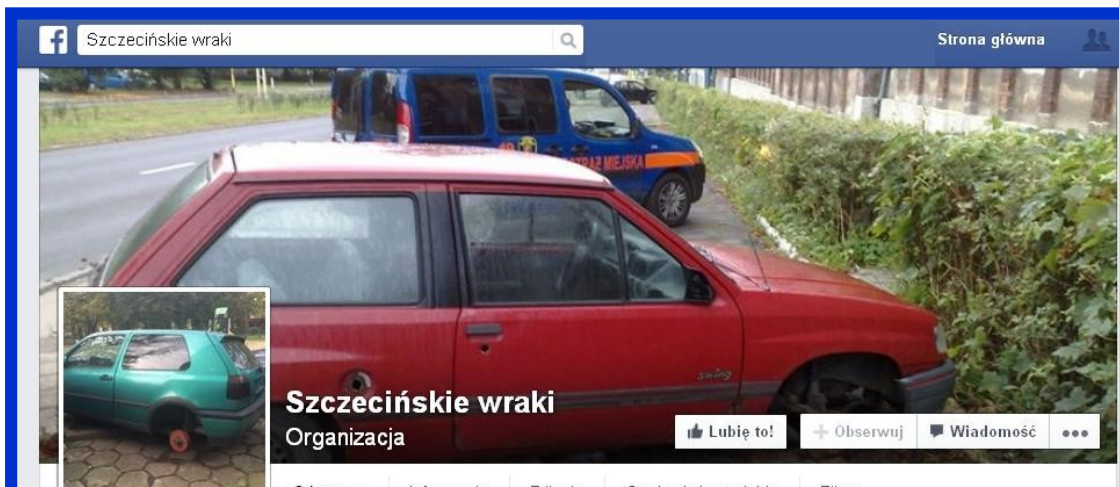 f Szczecińskie wraki
Strona główna
STRAŻ MIEJSKA
swing
Szczecińskie wraki
Organizacja
Lubię to!
Obserwuj
Wiadomość